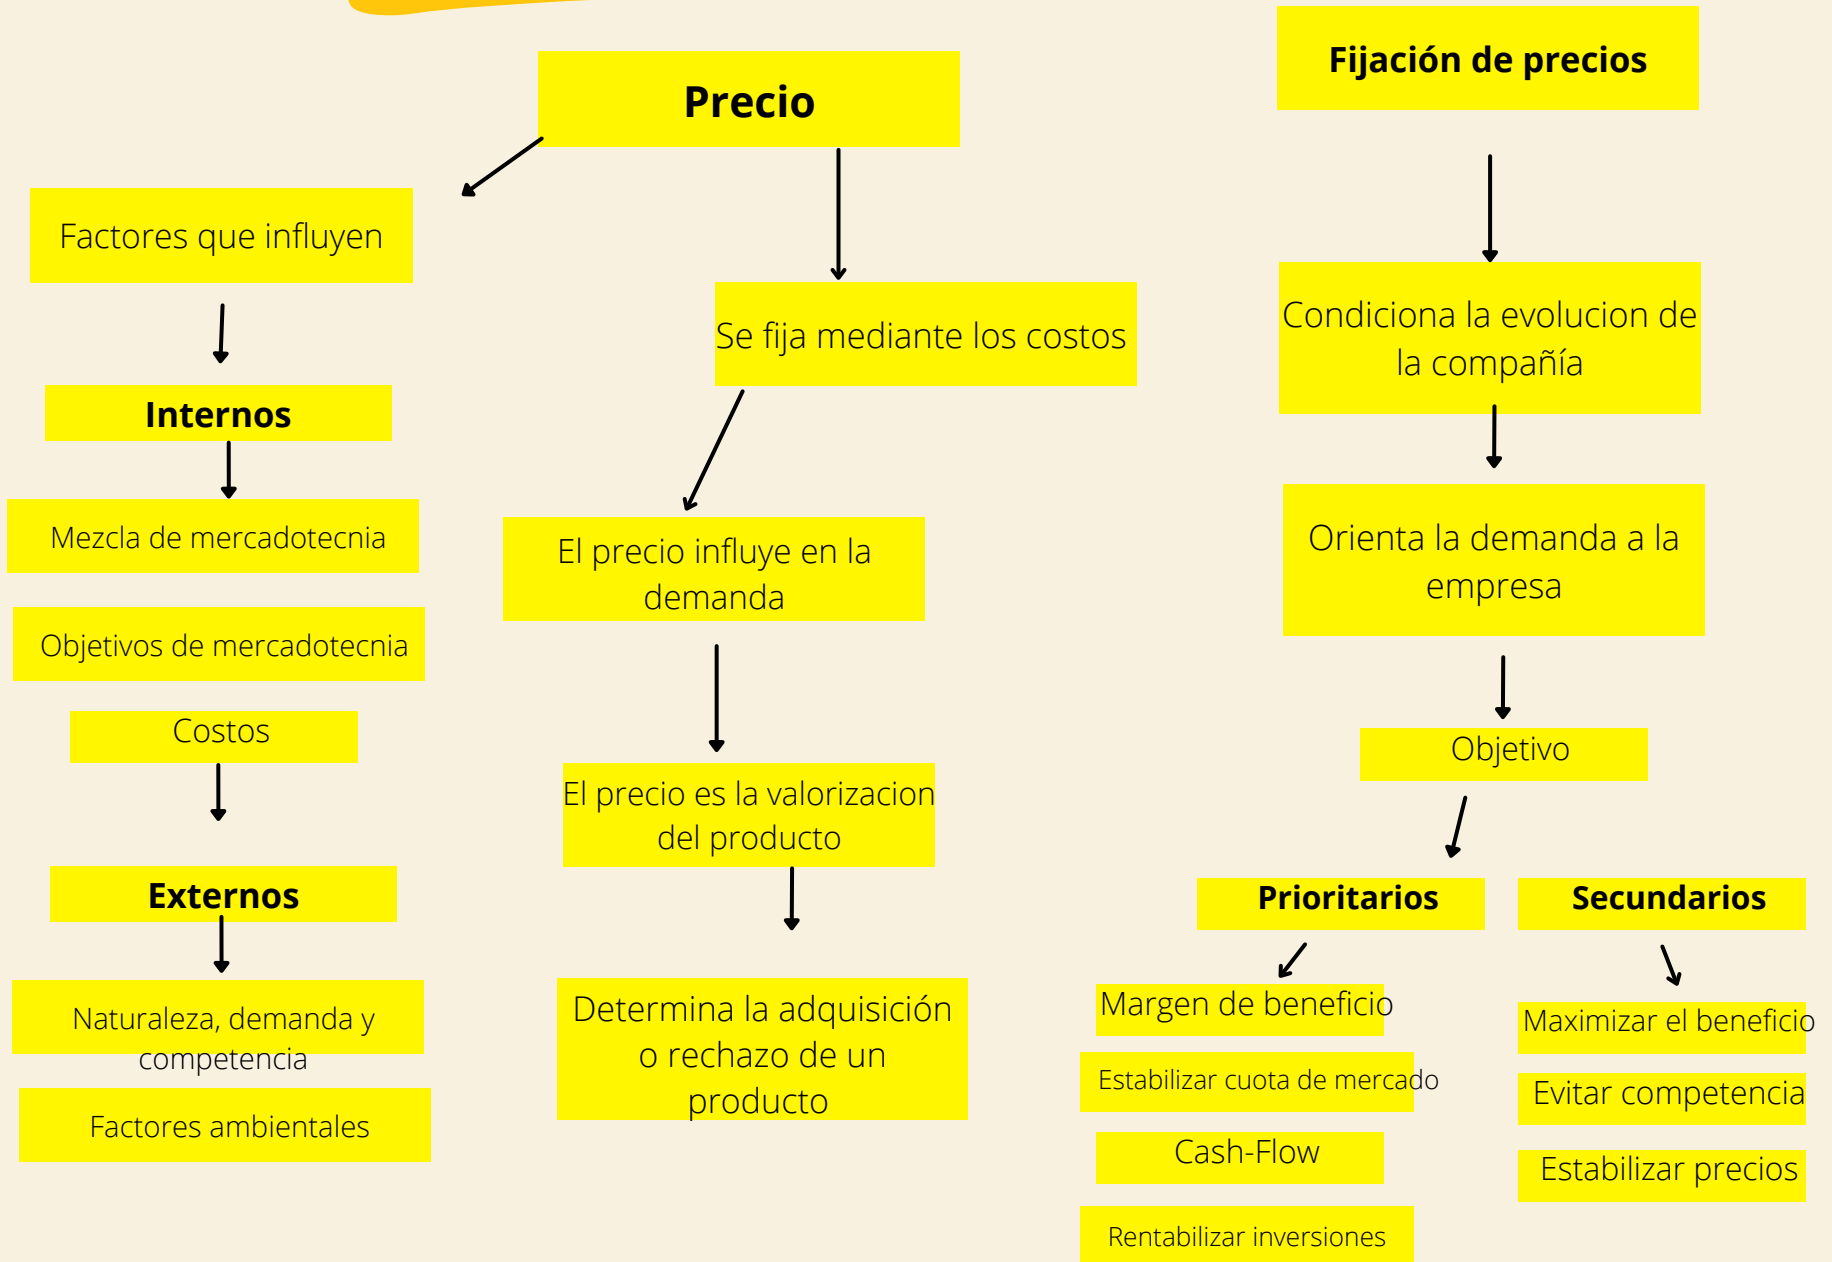 Precio
Factores que influyen
Internos
Mezcla de mercadotecnia
Objetivos de mercadotecnia
Costos
Externos
Naturaleza, demanda y
competencia
Factores ambientales
Se fija mediante los costos
El precio influye en la
demanda
El precio es la valorizacion
del producto
Determina la adquisición
o rechazo de un
producto
Fijación de precios
Condiciona la evolucion de
la compañía
Orienta la demanda a la
empresa
Objetivo
Prioritarios
Margen de beneficio
Estabilizar cuota de mercado
Cash-Flow
Rentabilizar inversiones
Secundarios
Maximizar el beneficio
Evitar competencia
Estabilizar precios